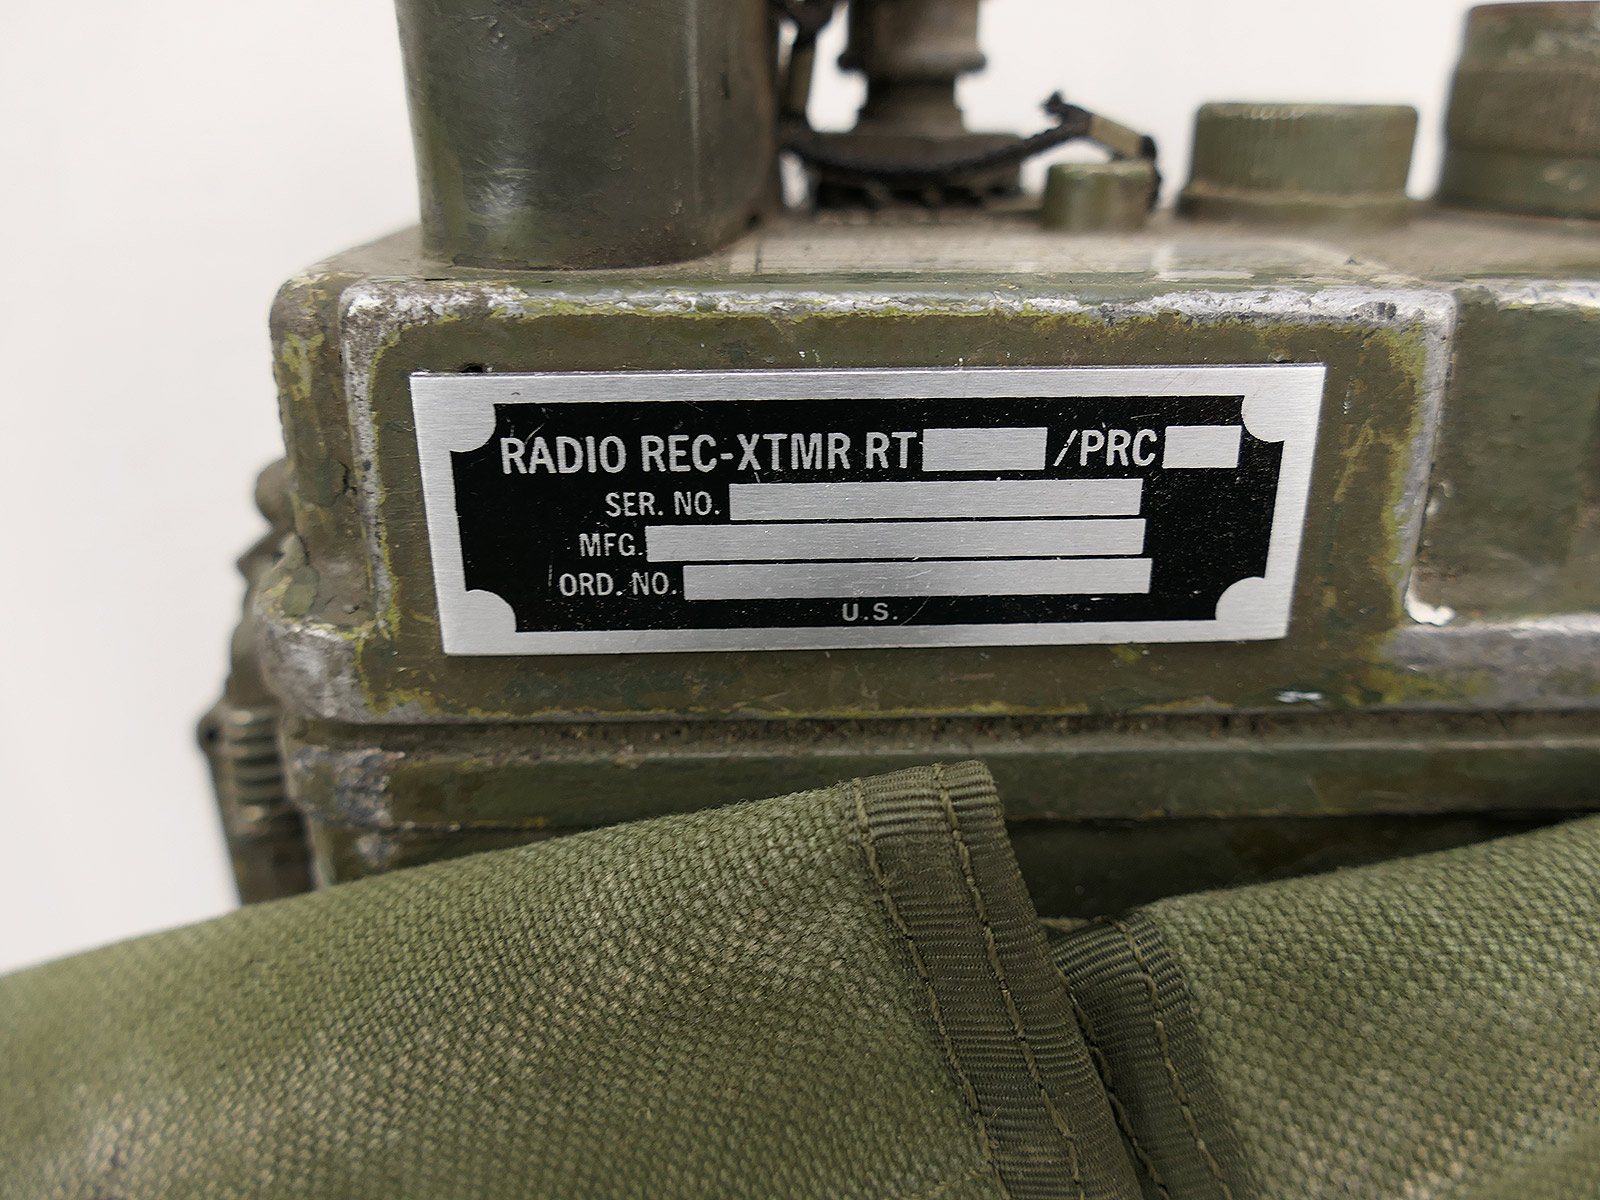 RADIO REC-XTMR RT /PRC
SER. NO.
MFG.
ORD. NO.
U.S.